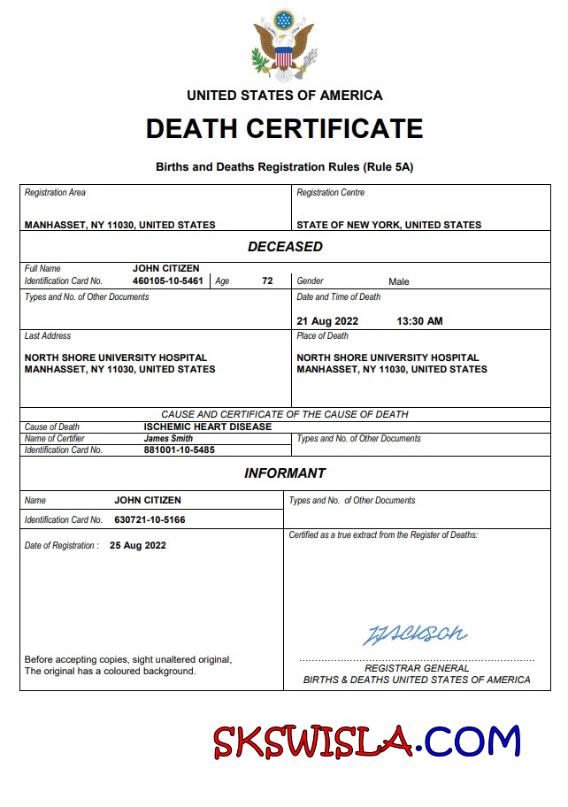 UNITED STATES OF AMERICA
DEATH CERTIFICATE
Births and Deaths Registration Rules (Rule 5A)
Registration Area
Registration Centre
MANHASSET, NY 11030, UNITED STATES
STATE OF NEW YORK, UNITED STATES
DECEASED
Full Name JOHN CITIZEN
Identification Card No. 460105-10-5461 Age 72 Gender Male
Types and No. of Other Documents
Date and Time of Death
21 Aug 2022 13:30 AM
Last Address
Place of Death
NORTH SHORE UNIVERSITY HOSPITAL
MANHASSET, NY 11030, UNITED STATES
NORTH SHORE UNIVERSITY HOSPITAL
MANHASSET, NY 11030, UNITED STATES
CAUSE AND CERTIFICATE OF THE CAUSE OF DEATH
Cause of Death ISCHEMIC HEART DISEASE
Name of Certifier James Smith Types and No. of Other Documents
Identification Card No. 881001-10-5485
INFORMANT
Name JOHN CITIZEN
Types and No. of Other Documents
Identification Card No. 630721-10-5166
Date of Registration : 25 Aug 2022
Certified as a true extract from the Register of Deaths:
Before accepting copies, sight unaltered original,
The original has a coloured background.
REGISTRAR GENERAL
BIRTHS & DEATHS UNITED STATES OF AMERICA
SKSWISLA.COM